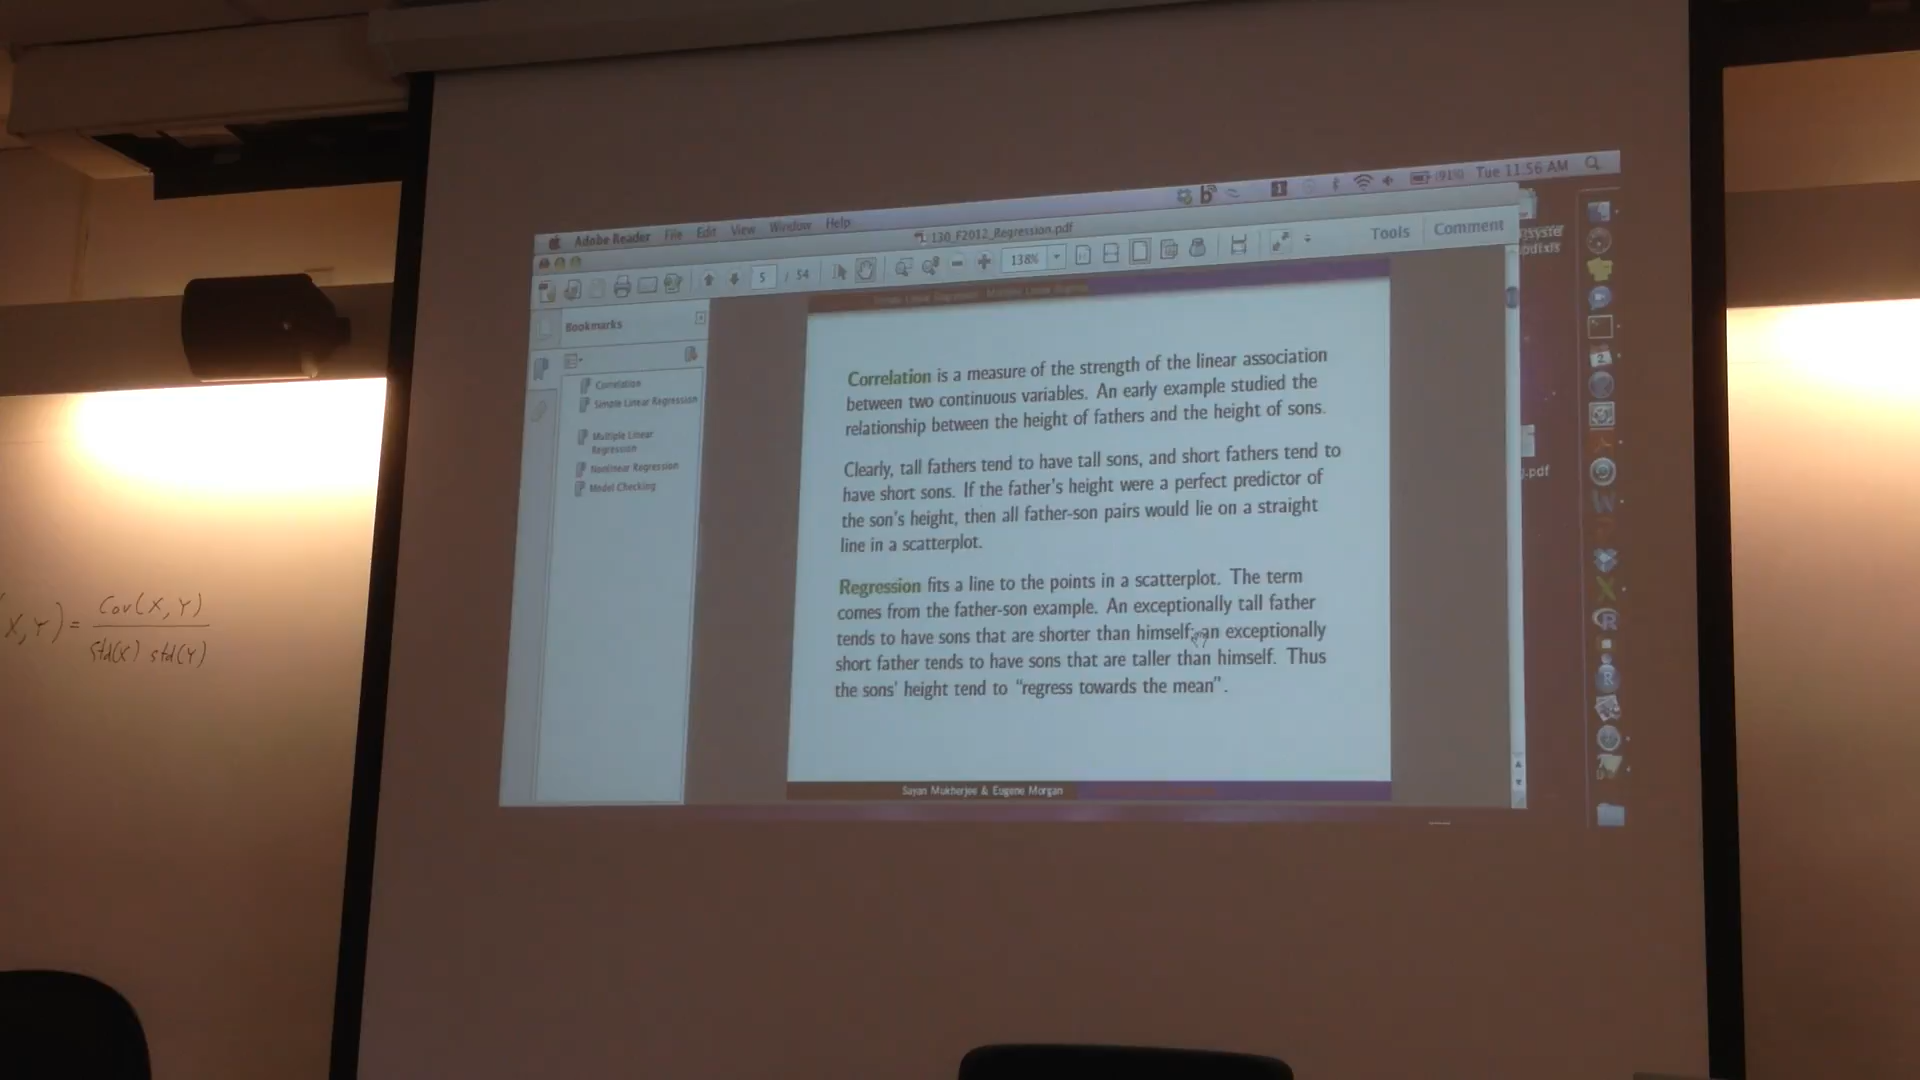 (91%) Tue 11:56 AM
Adobe Reader File Edit View Window Help
130_F2012_Regression.pdf
5 / 54 138% Tools Comment
Bookmarks
Correlation
Simple Linear Regression
Multiple Linear
Regression
Nonlinear Regression
Model Checking
Correlation is a measure of the strength of the linear association
between two continuous variables. An early example studied the
relationship between the height of fathers and the height of sons.
Clearly, tall fathers tend to have tall sons, and short fathers tend to
have short sons. If the father's height were a perfect predictor of
the son's height, then all father-son pairs would lie on a straight
line in a scatterplot.
Regression fits a line to the points in a scatterplot. The term
comes from the father-son example. An exceptionally tall father
tends to have sons that are shorter than himself; an exceptionally
short father tends to have sons that are taller than himself. Thus
the sons' height tend to “regress towards the mean”.
Sayan Mukherjee & Eugene Morgan
.pdf
X,Y) = Cov(X,Y)
std(X) std(Y)